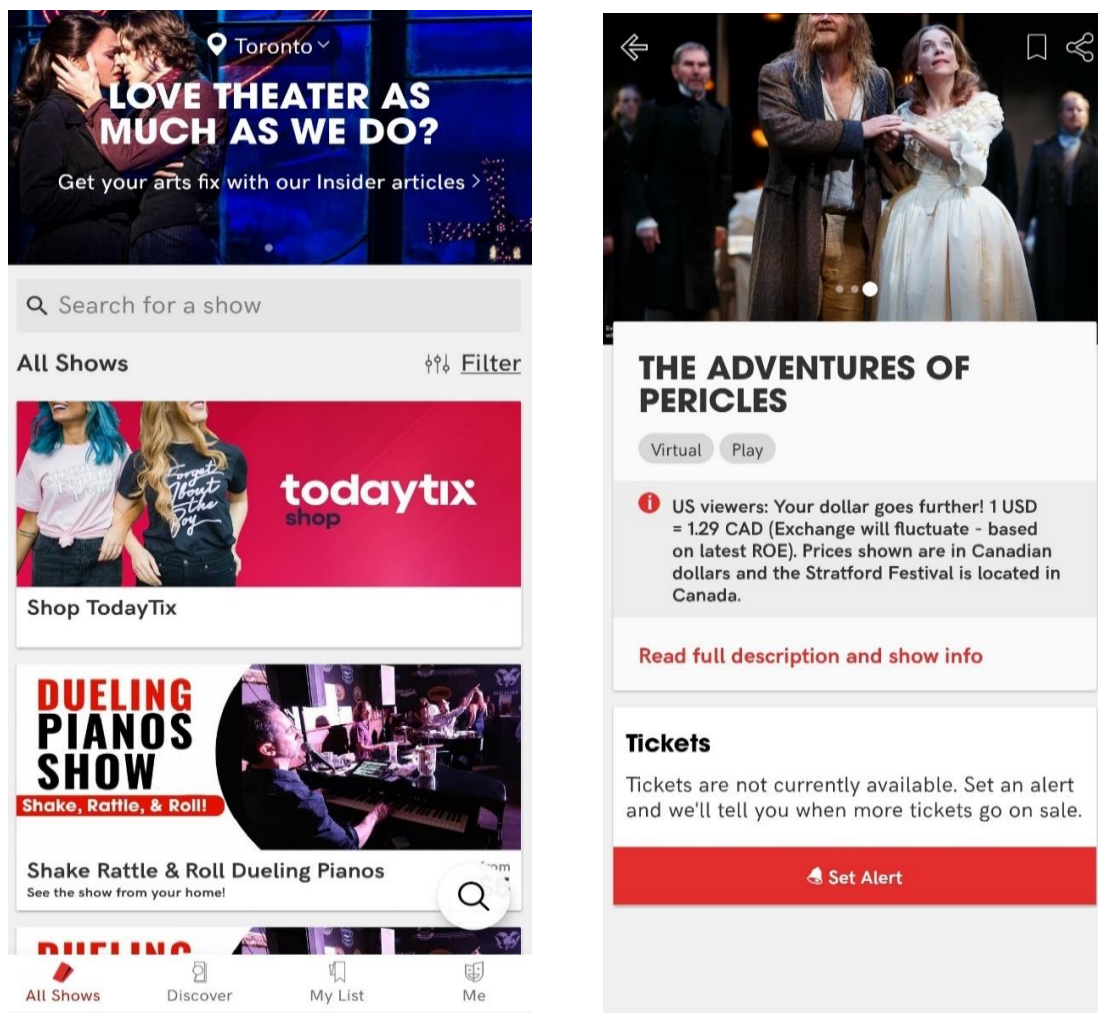 Toronto
LOVE THEATER AS
MUCH AS WE DO?
Get your arts fix with our Insider articles >
Search for a show
All Shows
Filter
Forget
About
the
Boy
todaytix
shop
Shop TodayTix
DUELING
PIANOS
SHOW
Shake, Rattle, & Roll!
Shake Rattle & Roll Dueling Pianos
See the show from your home!
DUELING
All Shows
Discover
My List
Me
THE ADVENTURES OF
PERICLES
Virtual
Play
US viewers: Your dollar goes further! 1 USD
= 1.29 CAD (Exchange will fluctuate - based
on latest ROE). Prices shown are in Canadian
dollars and the Stratford Festival is located in
Canada.
Read full description and show info
Tickets
Tickets are not currently available. Set an alert
and we'll tell you when more tickets go on sale.
Set Alert